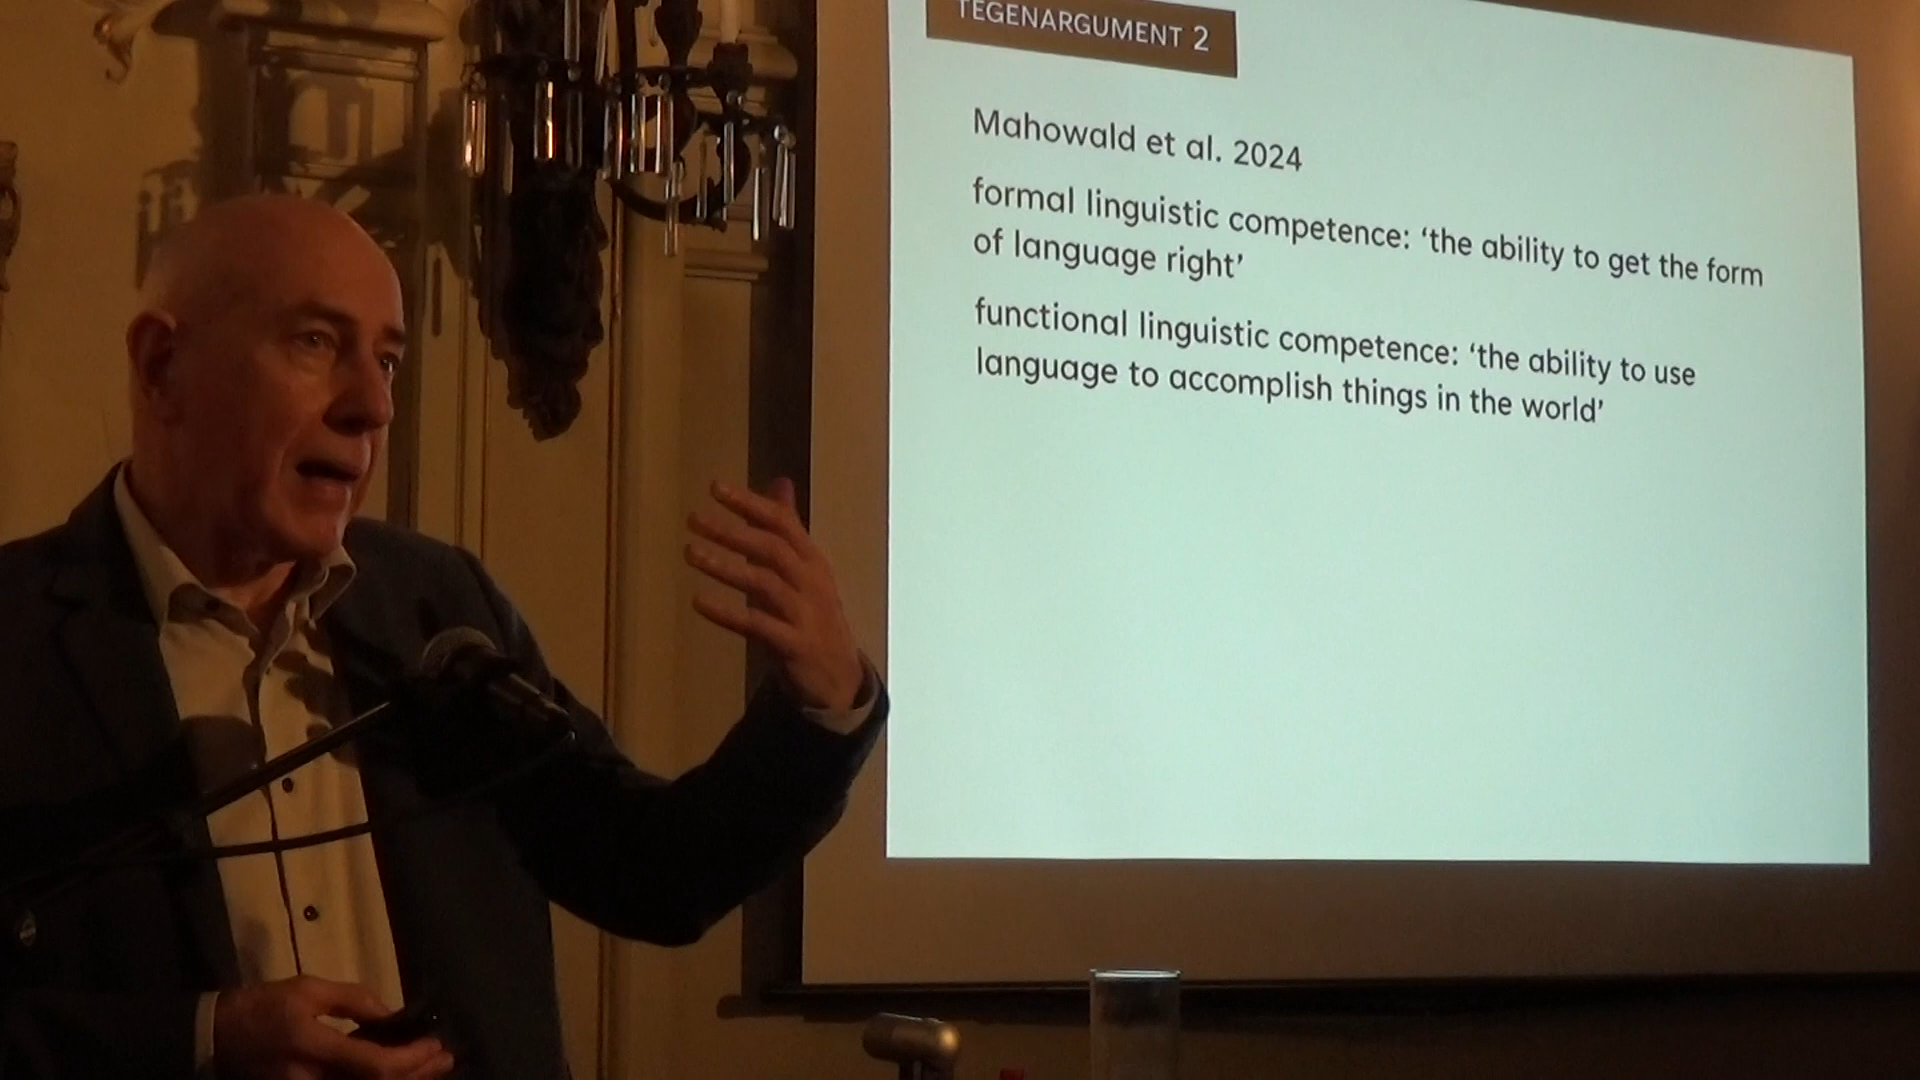 TEGENARGUMENT 2
Mahowald et al. 2024
formal linguistic competence: ‘the ability to get the form
of language right’
functional linguistic competence: ‘the ability to use
language to accomplish things in the world’